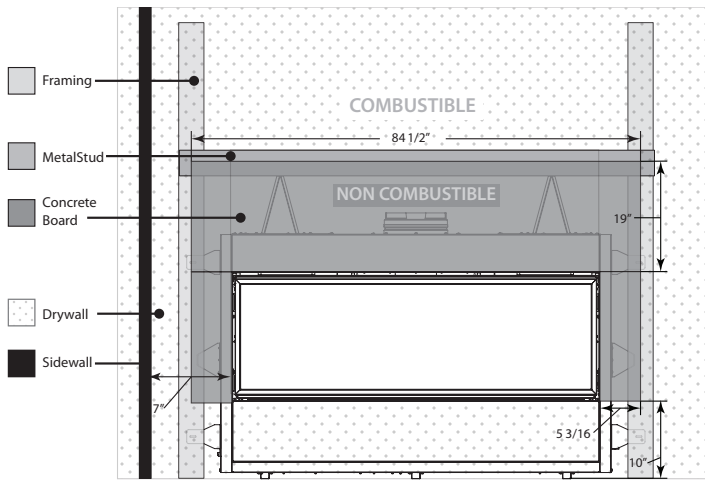 COMBUSTIBLE
84 1/2"
Framing
MetalStud
Concrete
Board
Drywall
Sidewall
NON COMBUSTIBLE
19"
7"
5 3/16
10"